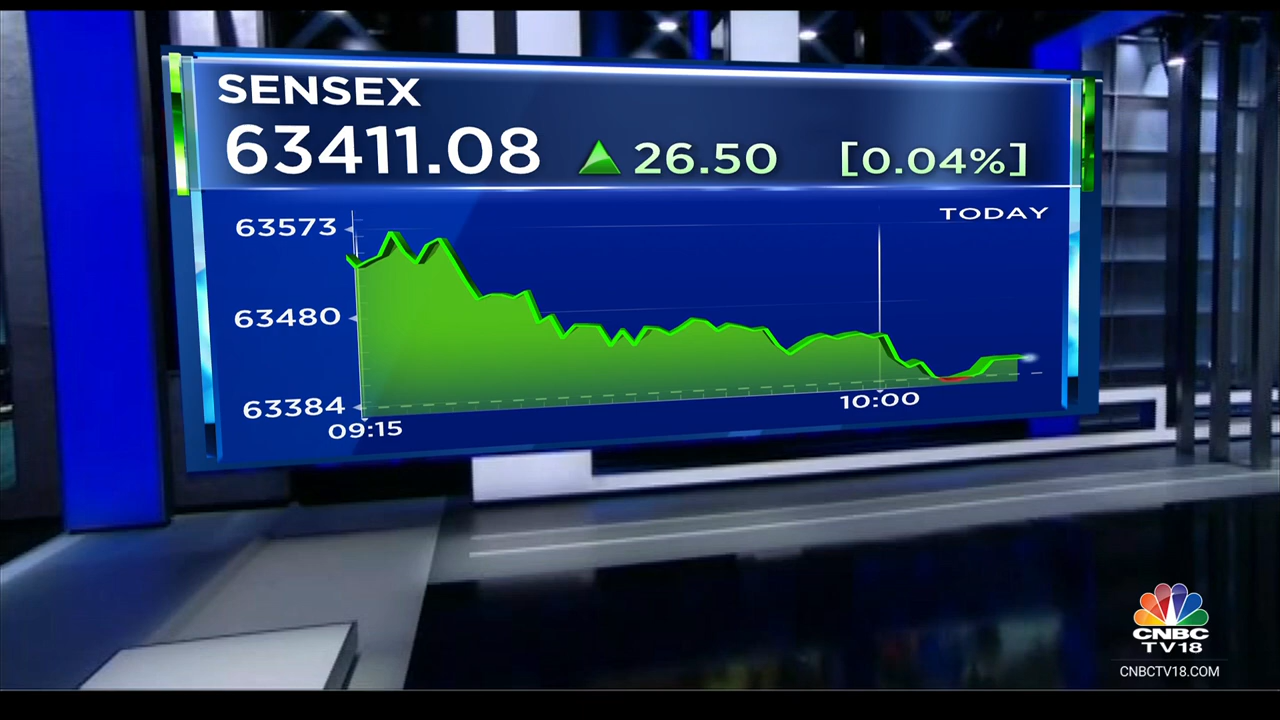 SENSEX
63411.08 ▲ 26.50 [0.04%]
TODAY
63573
63480
63384
09:15
10:00
CNBC
TV18
CNBCTV18.COM